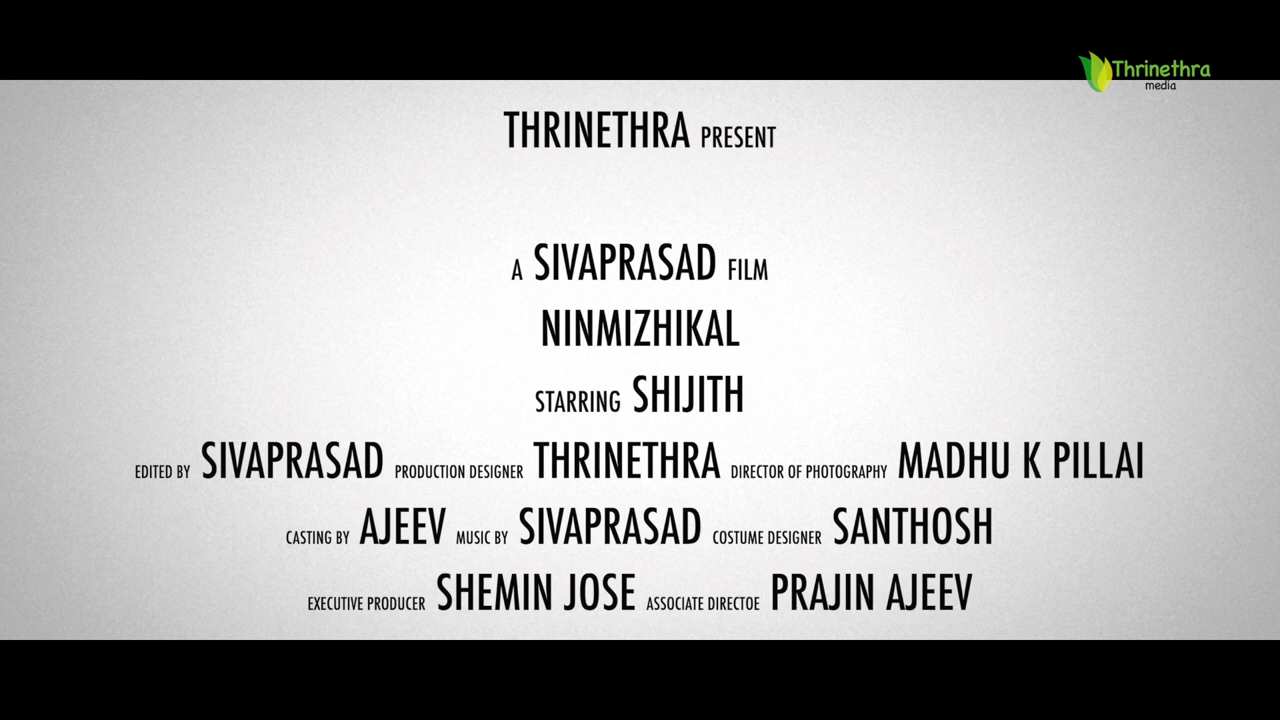 Thrinethra
media
THRINETHRA PRESENT
A SIVAPRASAD FILM
NINMIZHIKAL
STARRING SHIJITH
EDITED BY SIVAPRASAD PRODUCTION DESIGNER THRINETHRA DIRECTOR OF PHOTOGRAPHY MADHU K PILLAI
CASTING BY AJEEV MUSIC BY SIVAPRASAD COSTUME DESIGNER SANTHOSH
EXECUTIVE PRODUCER SHEMIN JOSE ASSOCIATE DIRECTOE PRAJIN AJEEV